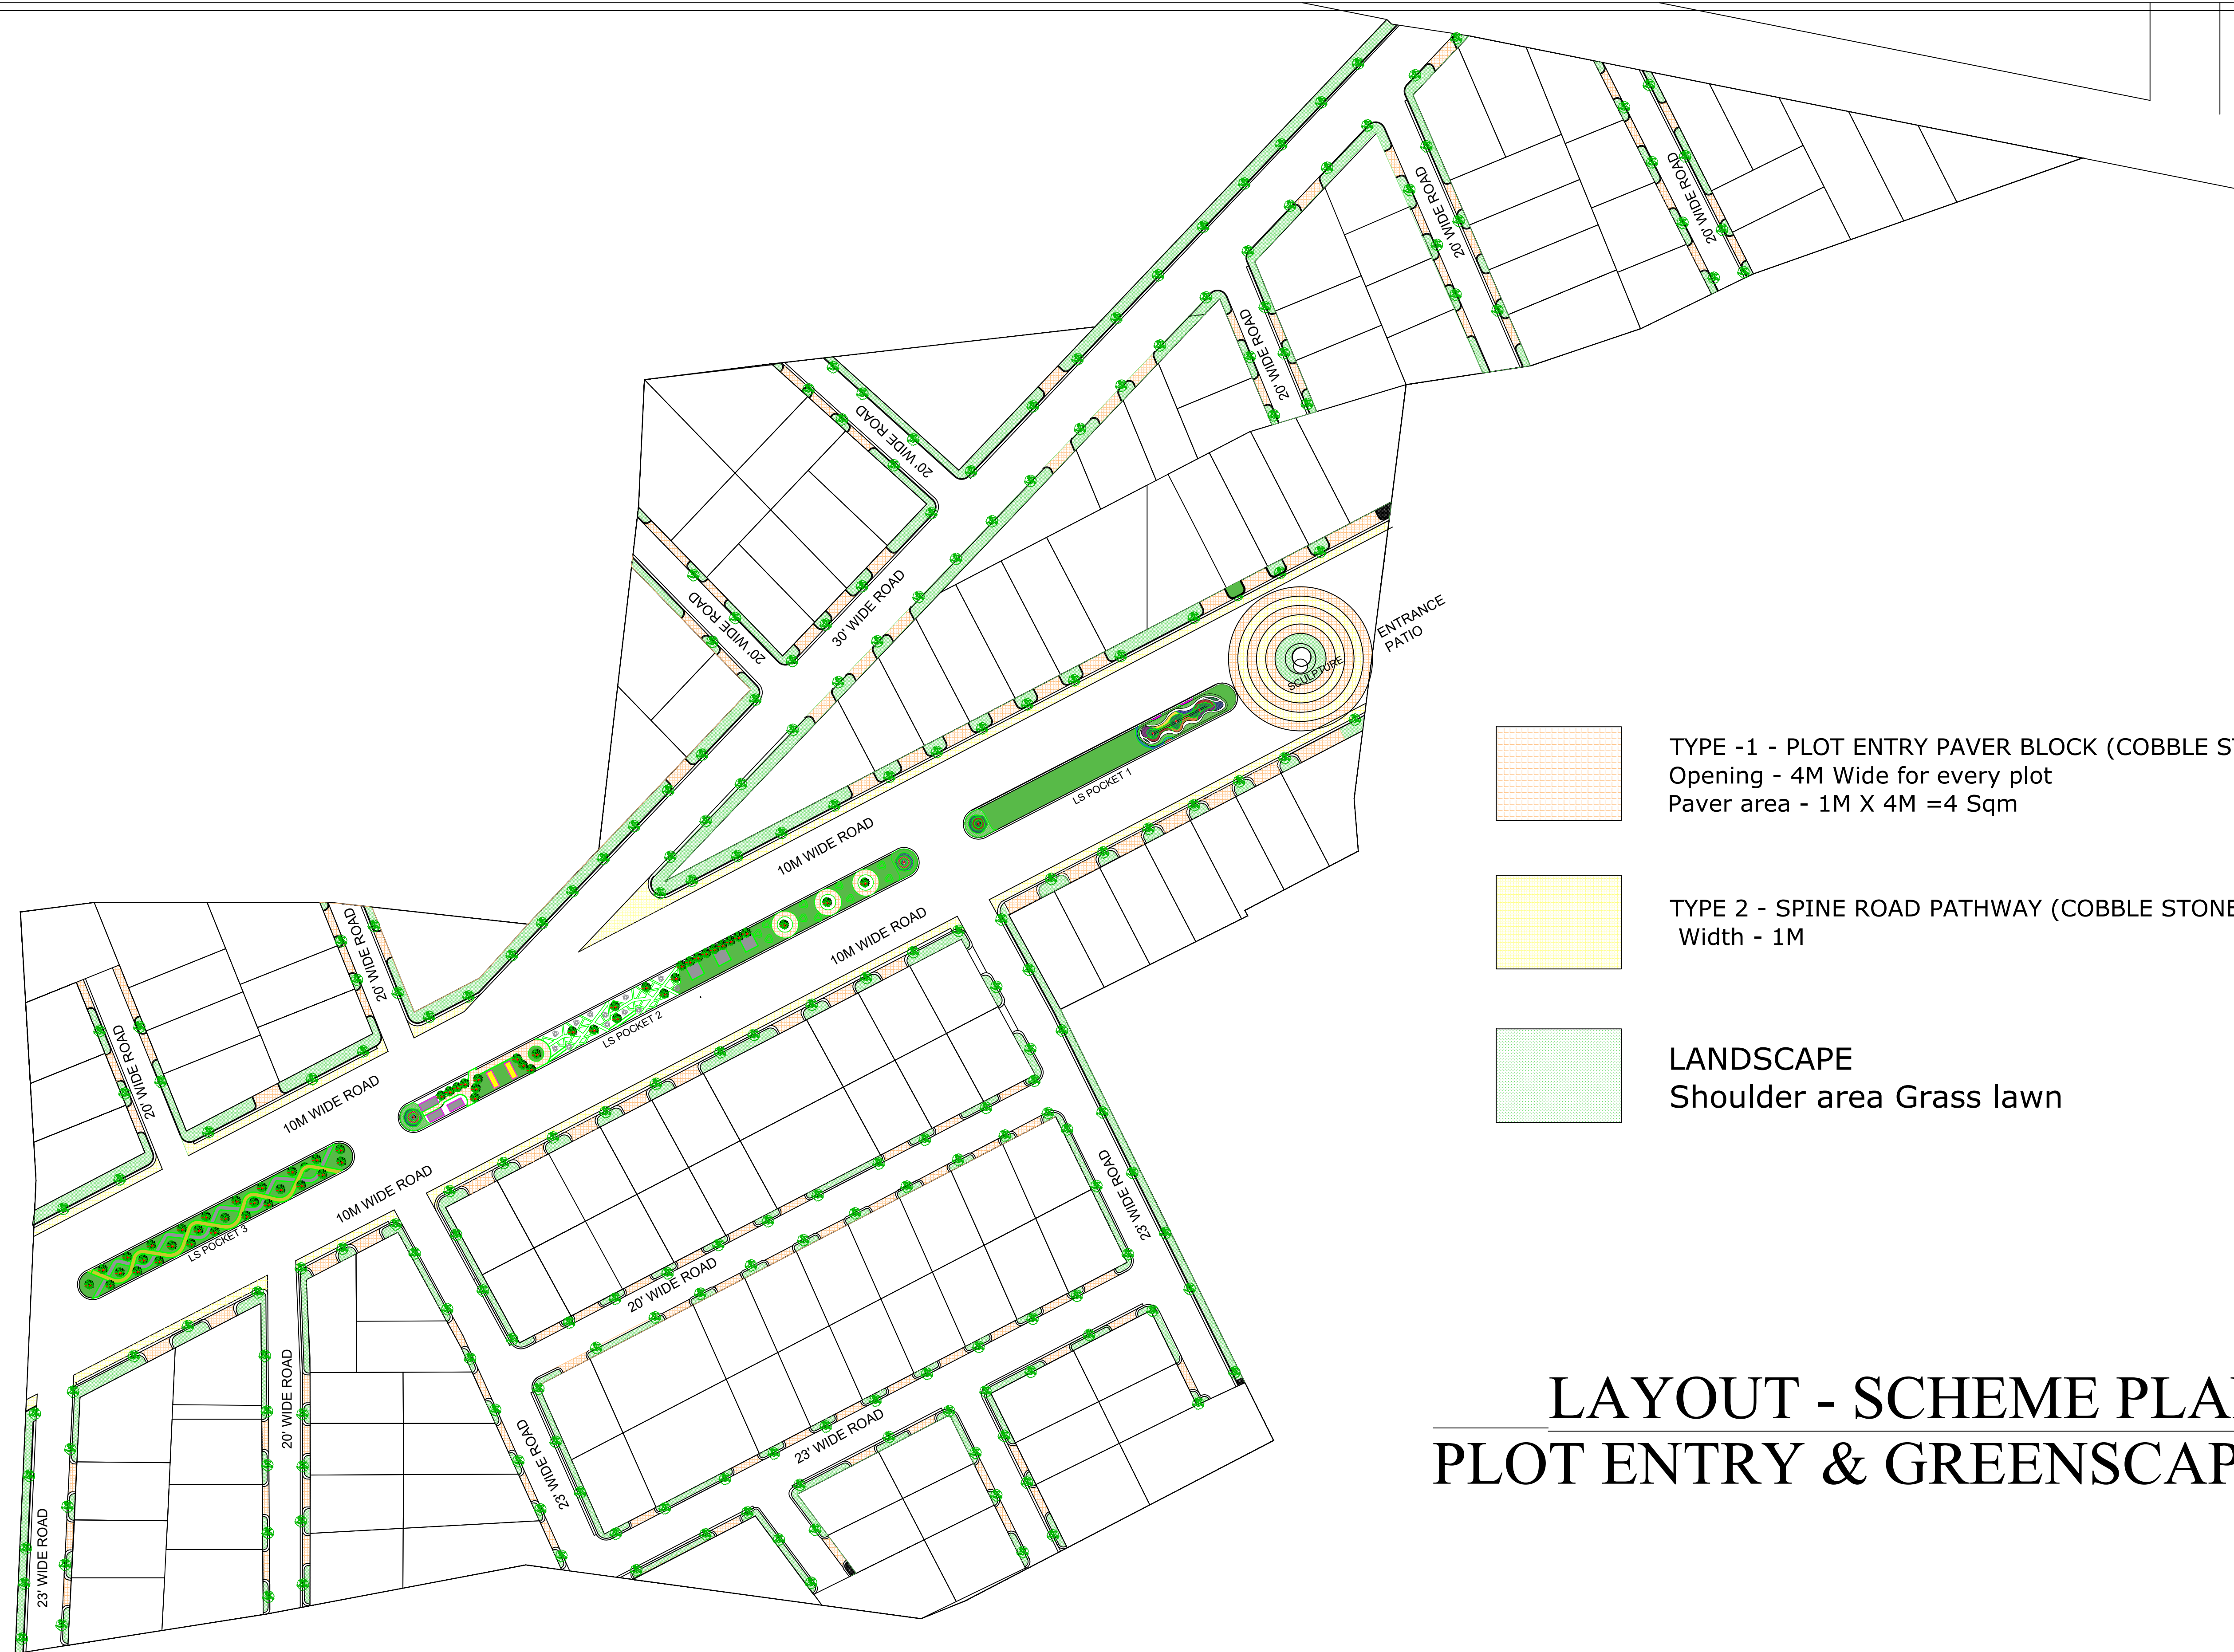 20' WIDE ROAD
20' WIDE ROAD
20' WIDE ROAD
20' WIDE ROAD
20' WIDE ROAD
30' WIDE ROAD
ENTRANCE
PATIO
SCULPTURE
LS POCKET 1
10M WIDE ROAD
10M WIDE ROAD
20' WIDE ROAD
LS POCKET 2
20' WIDE ROAD
10M WIDE ROAD
10M WIDE ROAD
LS POCKET 3
23' WIDE ROAD
20' WIDE ROAD
20' WIDE ROAD
23' WIDE ROAD
23' WIDE ROAD
23' WIDE ROAD
TYPE -1 - PLOT ENTRY PAVER BLOCK (COBBLE
Opening - 4M Wide for every plot
Paver area - 1M X 4M =4 Sqm
TYPE 2 - SPINE ROAD PATHWAY (COBBLE STONE
Width - 1M
LANDSCAPE
Shoulder area Grass lawn
LAYOUT - SCHEME
PLOT ENTRY &